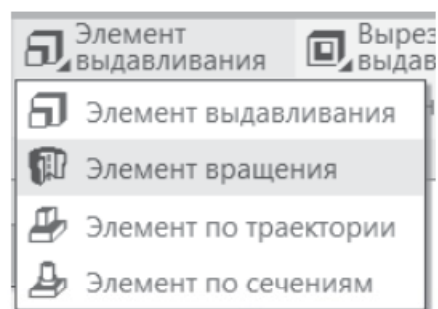 Элемент
выдавливания
Вырез
выдав
Элемент выдавливания
Элемент вращения
Элемент по траектории
Элемент по сечениям